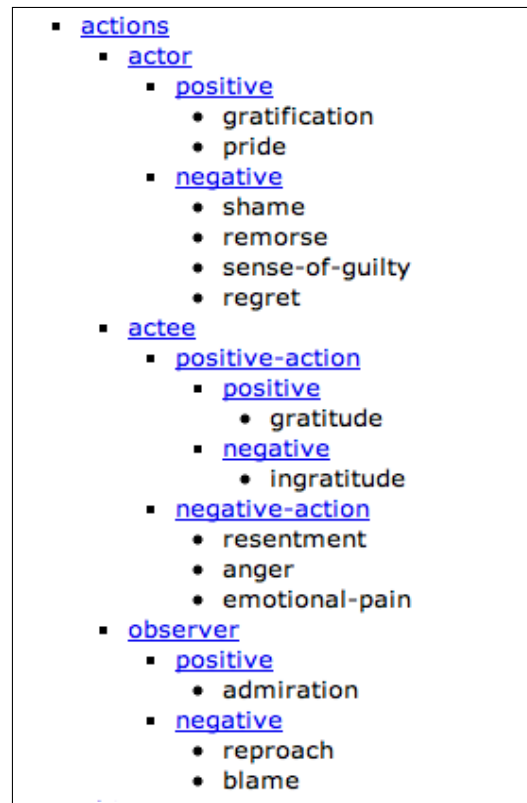 actions
actor
positive
gratification
pride
negative
shame
remorse
sense-of-guilty
regret
actee
positive-action
positive
gratitude
negative
ingratitude
negative-action
resentment
anger
emotional-pain
observer
positive
admiration
negative
reproach
blame